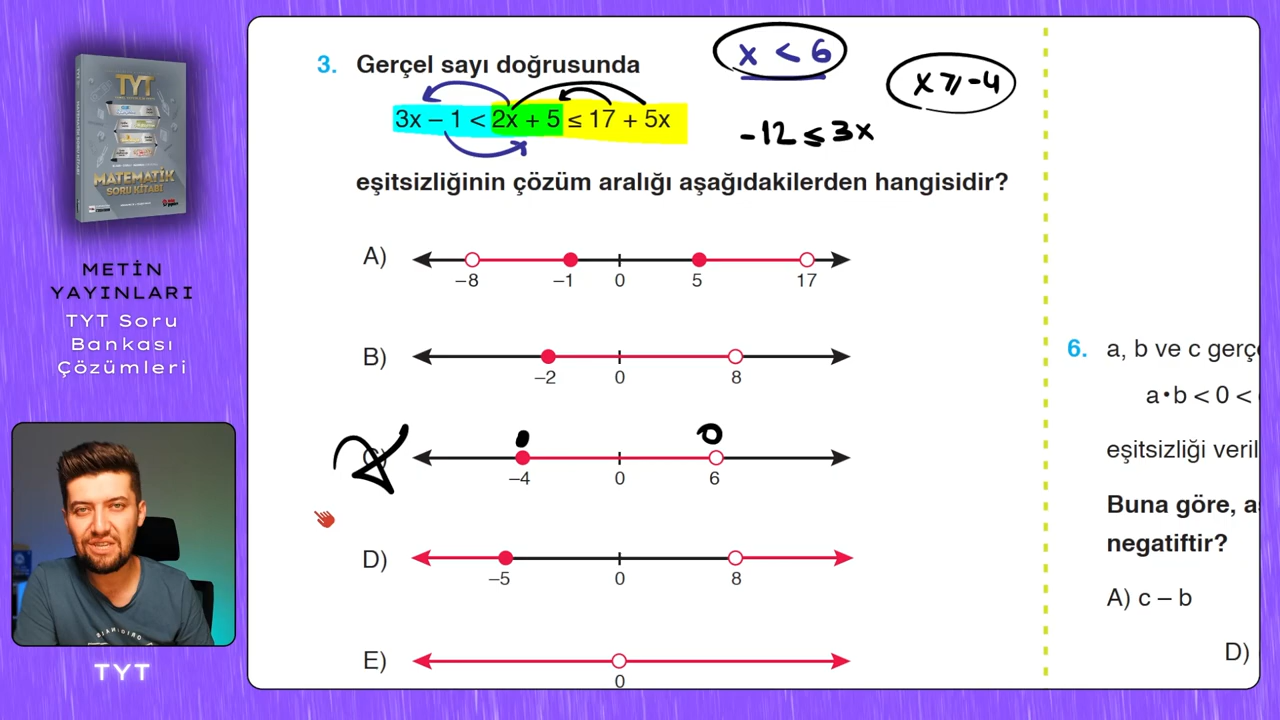 TYT
MATEMATİK
SORU KİTABI
METİN
YAYINLARI
TYT Soru
Bankası
Çözümleri
TYT
3. Gerçel sayı doğrusunda
3x – 1 < 2x + 5 ≤ 17 + 5x
x < 6
x ≥ -4
-12 ≤ 3x
eşitsizliğinin çözüm aralığı aşağıdakilerden hangisidir?
A)
–8 –1 0 5 17
B)
–2 0 8
C)
–4 0 6
D)
–5 0 8
E)
0
6. a, b ve c gerç
a·b < 0 <
eşitsizliği veril
Buna göre, a
negatiftir?
A) c – b
D)